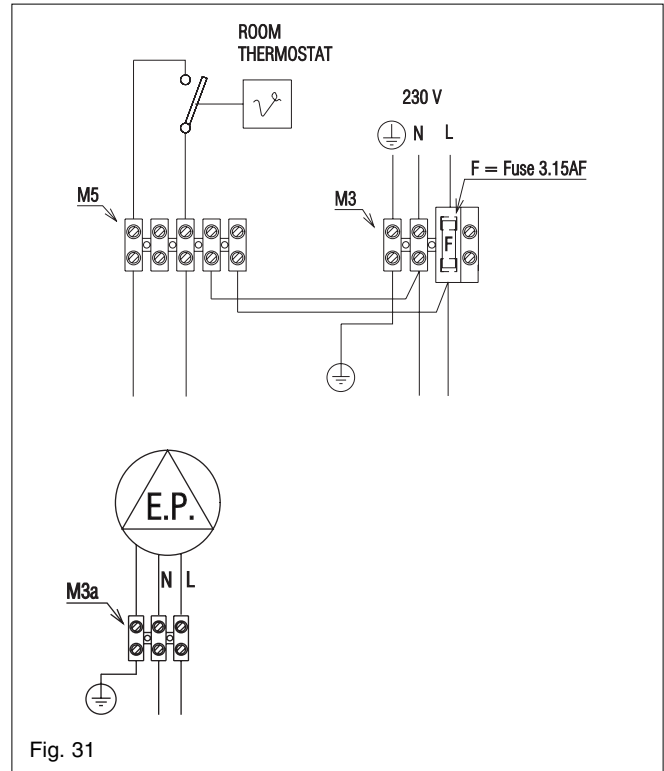 ROOM
THERMOSTAT
230 V
N L
F = Fuse 3.15AF
M5
M3
F
E.P.
N L
M3a
Fig. 31